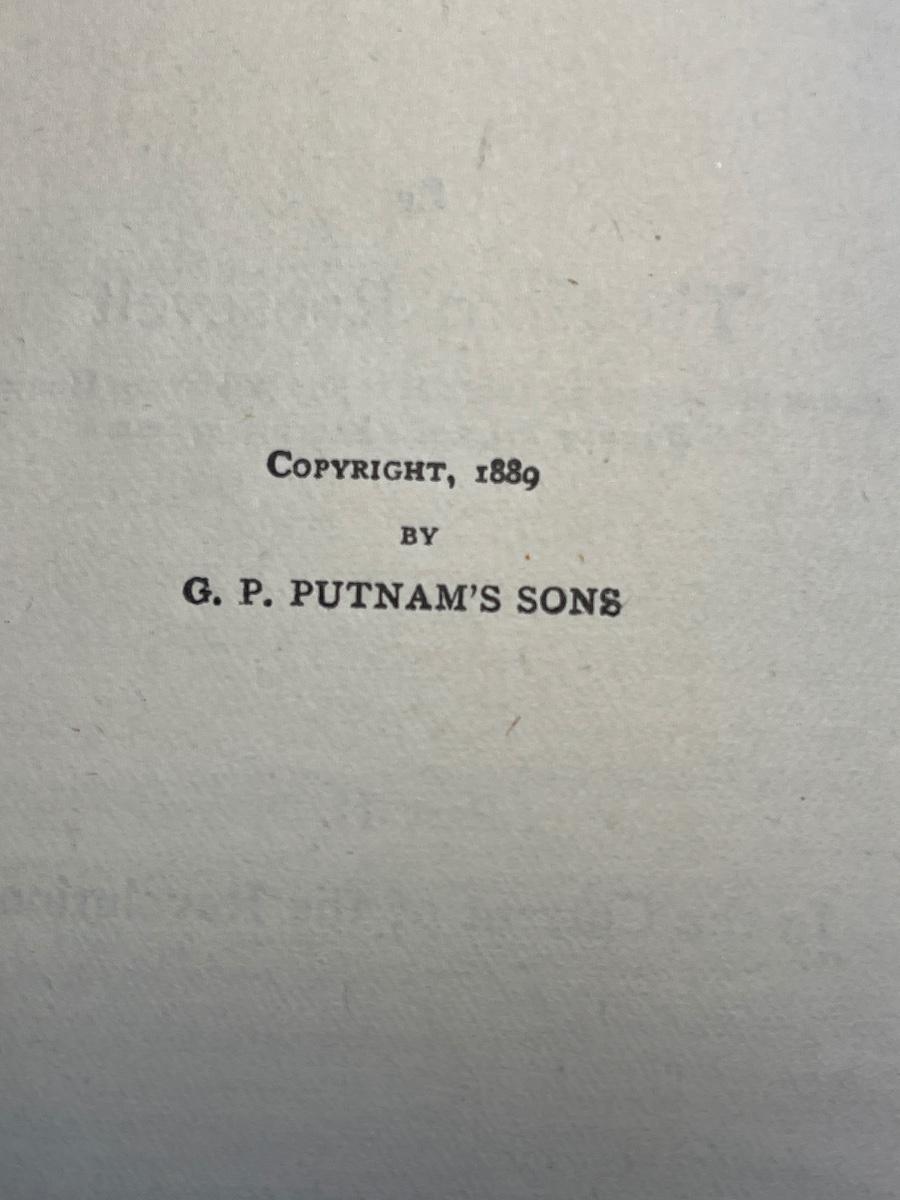 COPYRIGHT, 1889
BY
G. P. PUTNAM'S SONS